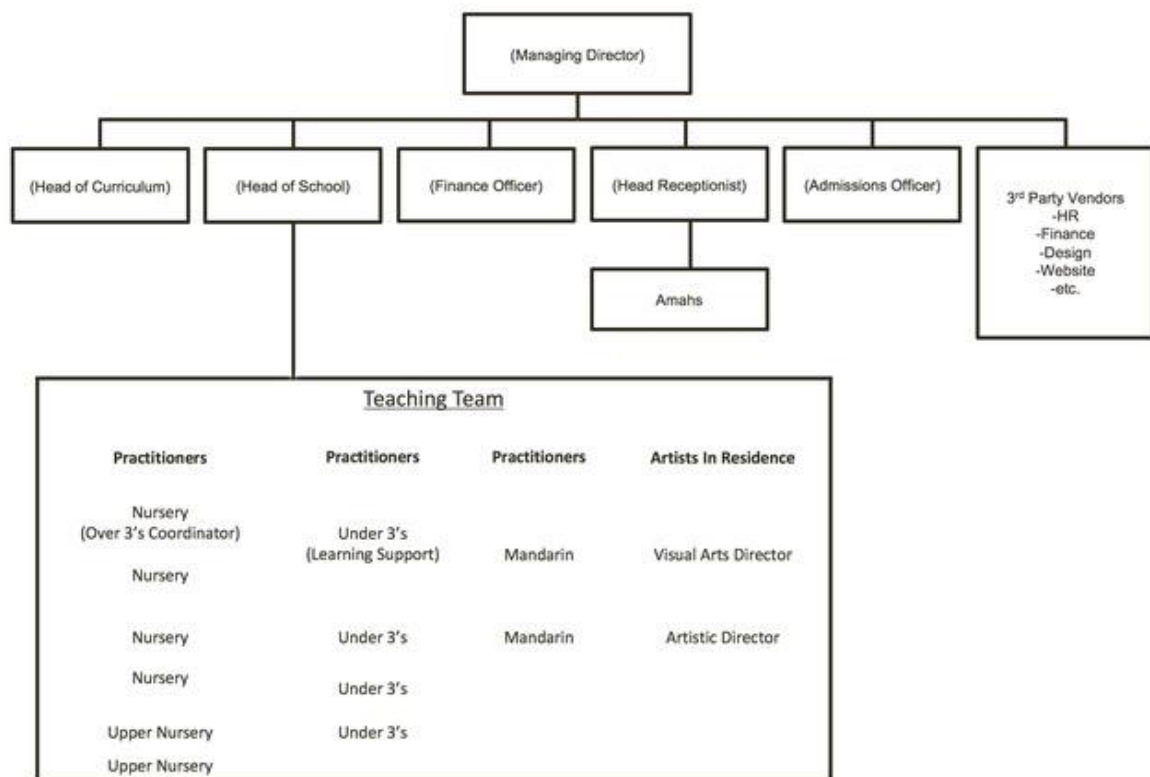 (Managing Director)
(Head of Curriculum)
(Head of School)
(Finance Officer)
(Head Receptionist)
(Admissions Officer)
3rd Party Vendors
-HR
-Finance
-Design
-Website
-etc.
Amahs
Teaching Team
Practitioners
Nursery
(Over 3's Coordinator)
Nursery
Nursery
Nursery
Upper Nursery
Upper Nursery
Practitioners
Under 3's
(Learning Support)
Under 3's
Under 3's
Under 3's
Practitioners
Mandarin
Mandarin
Artists In Residence
Visual Arts Director
Artistic Director